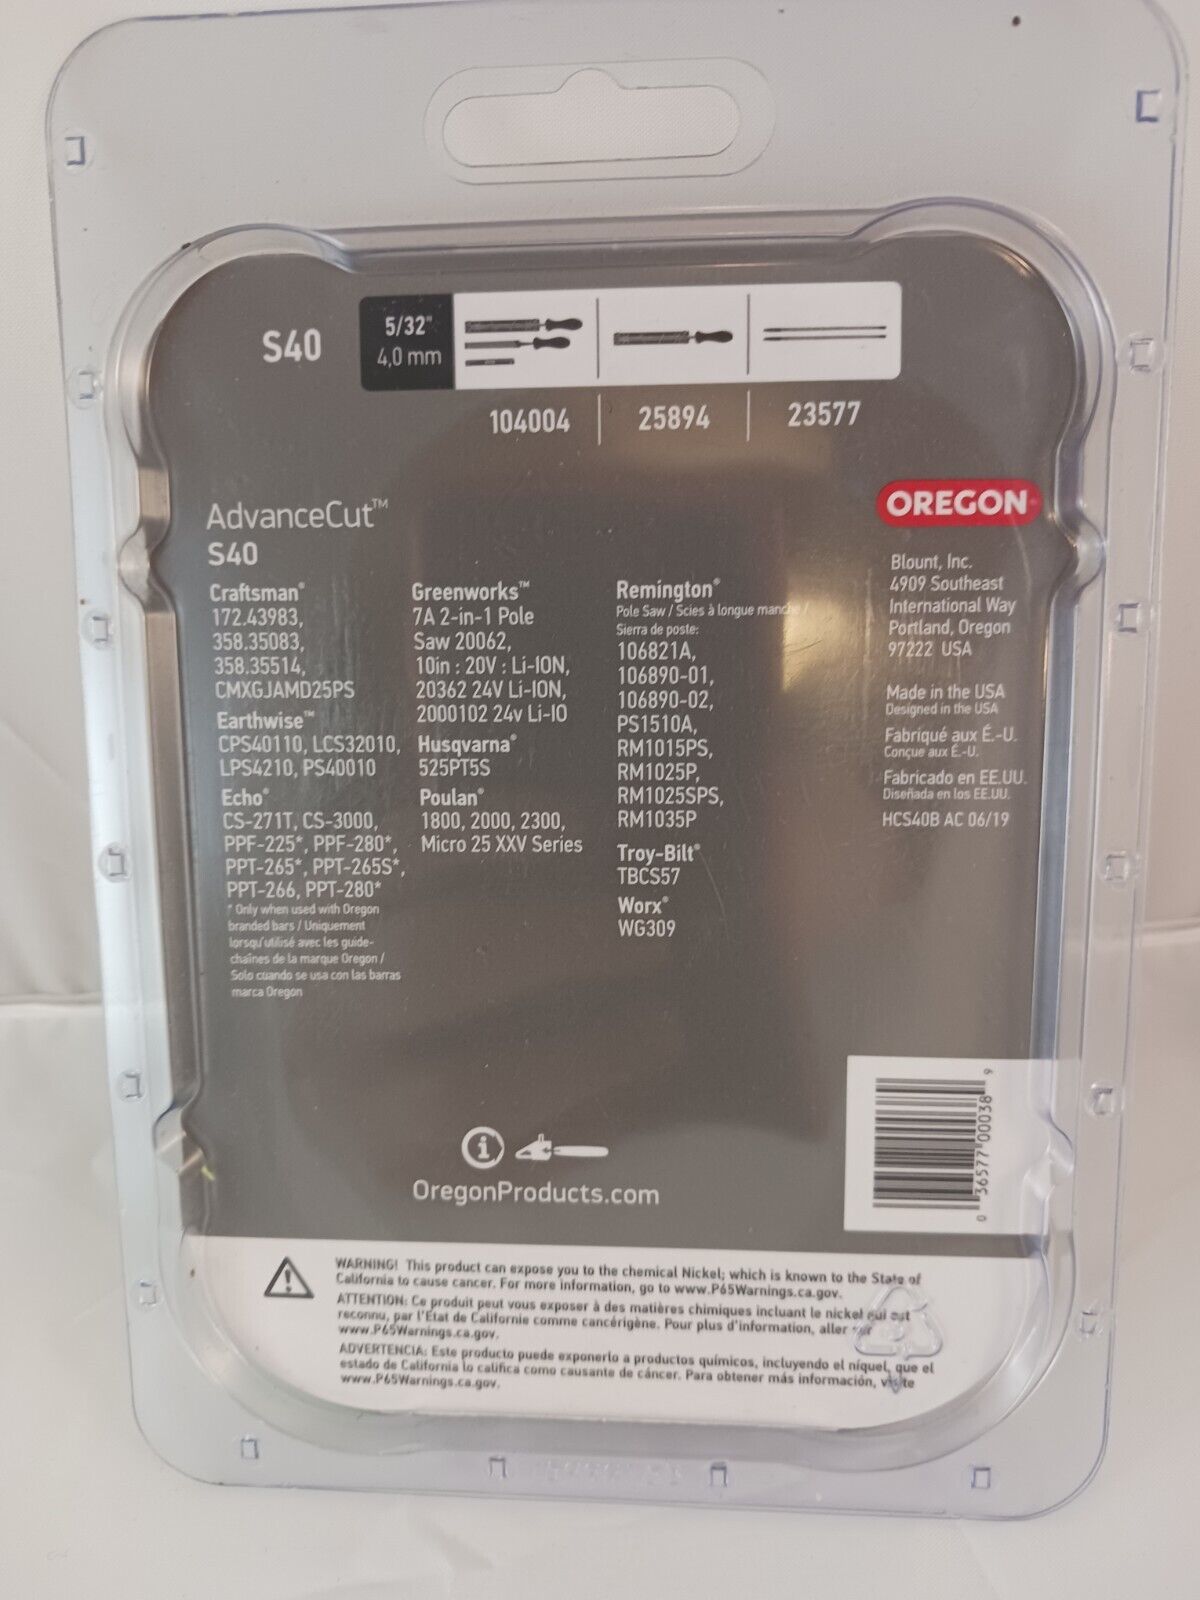 S40
5/32"
4,0 mm
104004
25894
23577
AdvanceCut™
S40
Craftsman®
172.43983,
358.35083,
358.35514,
CMXGJAMD25PS
Earthwise™
CPS40110, LCS32010,
LPS4210, PS40010
Echo®
CS-271T, CS-3000,
PPF-225*, PPF-280*,
PPT-265*, PPT-265S*,
PPT-266, PPT-280*
* Only when used with Oregon
branded bars / Uniquement
lorsqu'utilisé avec les guide-
chaînes de la marque Oregon /
Solo cuando se usa con las barras
marca Oregon
Greenworks™
7A 2-in-1 Pole
Saw 20062,
10in : 20V : Li-ION,
20362 24V Li-ION,
2000102 24v Li-IO
Husqvarna®
525PT5S
Poulan®
1800, 2000, 2300,
Micro 25 XXV Series
Remington®
Pole Saw / Scies à longue manche /
Sierra de poste:
106821A,
106890-01,
106890-02,
PS1510A,
RM1015PS,
RM1025P,
RM1025SPS,
RM1035P
Troy-Bilt®
TBCS57
Worx®
WG309
OREGON
Blount, Inc.
4909 Southeast
International Way
Portland, Oregon
97222 USA
Made in the USA
Designed in the USA
Fabriqué aux É.-U.
Conçue aux É.-U.
Fabricado en EE.UU.
Diseñada en los EE.UU.
HCS40B AC 06/19
0 36577 00038 9
OregonProducts.com
WARNING! This product can expose you to the chemical Nickel; which is known to the State of
California to cause cancer. For more information, go to www.P65Warnings.ca.gov.
ATTENTION: Ce produit peut vous exposer à des matières chimiques incluant le nickel qui est
reconnu, par l'État de Californie comme cancérigène. Pour plus d'information, aller sur
www.P65Warnings.ca.gov.
ADVERTENCIA: Este producto puede exponerlo a productos químicos, incluyendo el níquel, que el
estado de California lo califica como causante de cáncer. Para obtener más información, visite
www.P65Warnings.ca.gov.